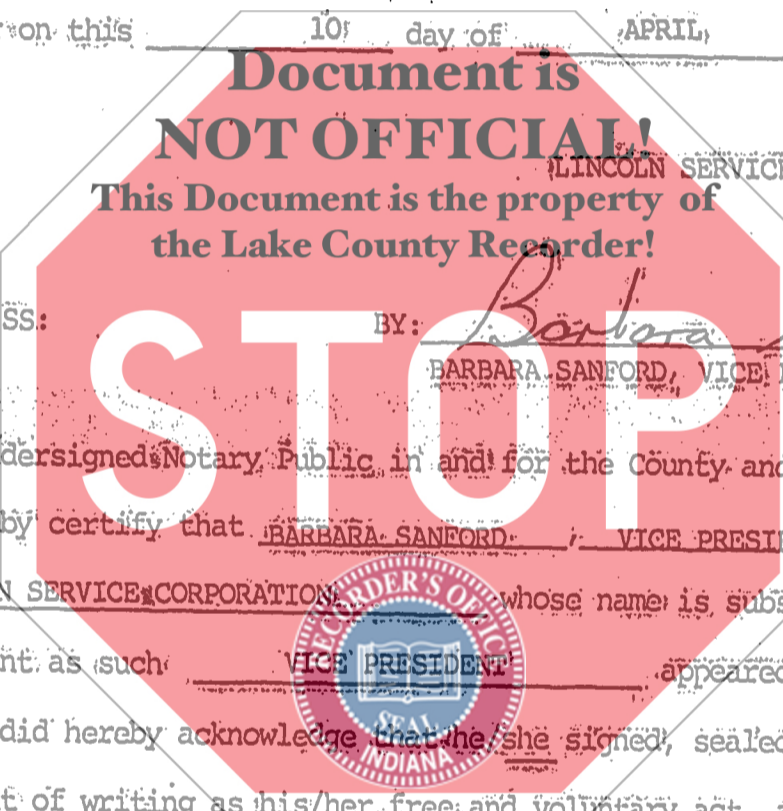 on this 10 day of APRIL,
Document is
NOT OFFICIAL!
LINCOLN SERVICE
This Document is the property of
the Lake County Recorder!
SS.: BY: Barbara
BARBARA SANFORD, VICE
STOP
dersigned Notary Public in and for the County and
by certify that BARBARA SANFORD, VICE PRESI
N SERVICE CORPORATION whose name is subs
RECORDER'S OFFICE
nt as such VICE PRESIDENT appeared
SEAL
INDIANA
did hereby acknowledge that he/she signed, sealed
t of writing as his/her free and voluntary act